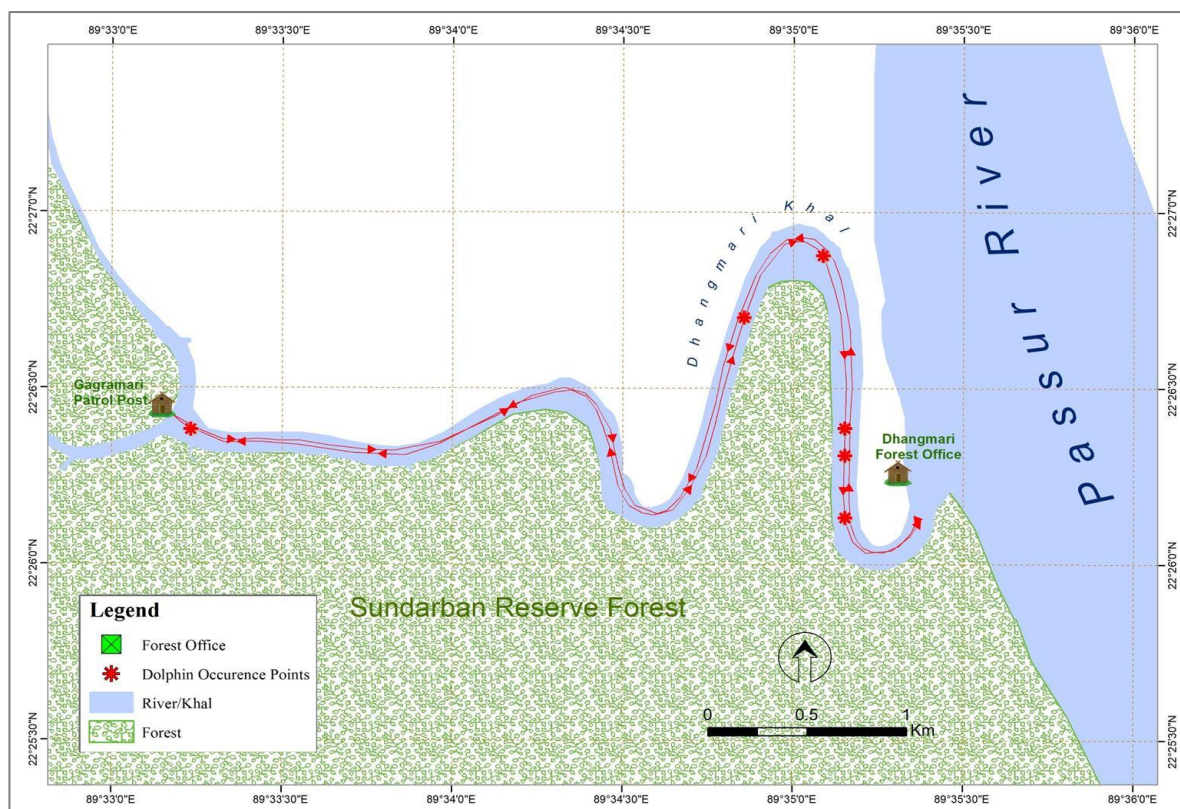 89°33'0"E 89°33'30"E 89°34'0"E 89°34'30"E 89°35'0"E 89°35'30"E 89°36'0"E
22°27'0"N
22°27'0"N
Dhangmari Khal
Passur River
22°26'30"N
22°26'30"N
Gagramari
Patrol Post
Dhangmari
Forest Office
22°26'0"N
22°26'0"N
Sundarban Reserve Forest
Legend
Forest Office
Dolphin Occurence Points
River/Khal
Forest
0 0.5 1
Km
22°25'30"N
22°25'30"N
89°33'0"E 89°33'30"E 89°34'0"E 89°34'30"E 89°35'0"E 89°35'30"E 89°36'0"E